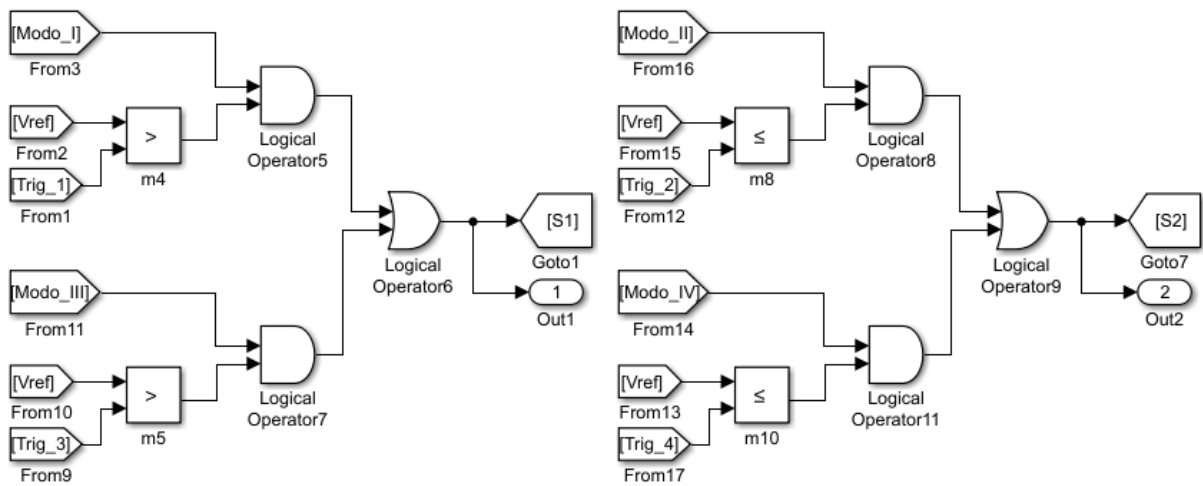 [Modo_I]
From3
[Vref]
From2
[Trig_1]
From1
>
m4
Logical
Operator5
[Modo_III]
From11
[Vref]
From10
[Trig_3]
From9
>
m5
Logical
Operator7
Logical
Operator6
[S1]
Goto1
1
Out1
[Modo_II]
From16
[Vref]
From15
[Trig_2]
From12
≤
m8
Logical
Operator8
[Modo_IV]
From14
[Vref]
From13
[Trig_4]
From17
≤
m10
Logical
Operator11
Logical
Operator9
[S2]
Goto7
2
Out2